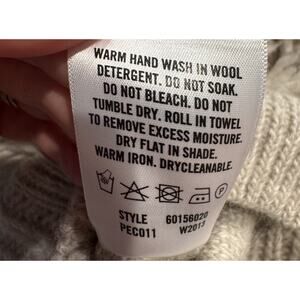 WARM HAND WASH IN WOOL
DETERGENT. DO NOT SOAK.
DO NOT BLEACH. DO NOT
TUMBLE DRY. ROLL IN TOWEL
TO REMOVE EXCESS MOISTURE.
DRY FLAT IN SHADE.
WARM IRON. DRYCLEANABLE.
P
STYLE 60156020
PEC011 W2013